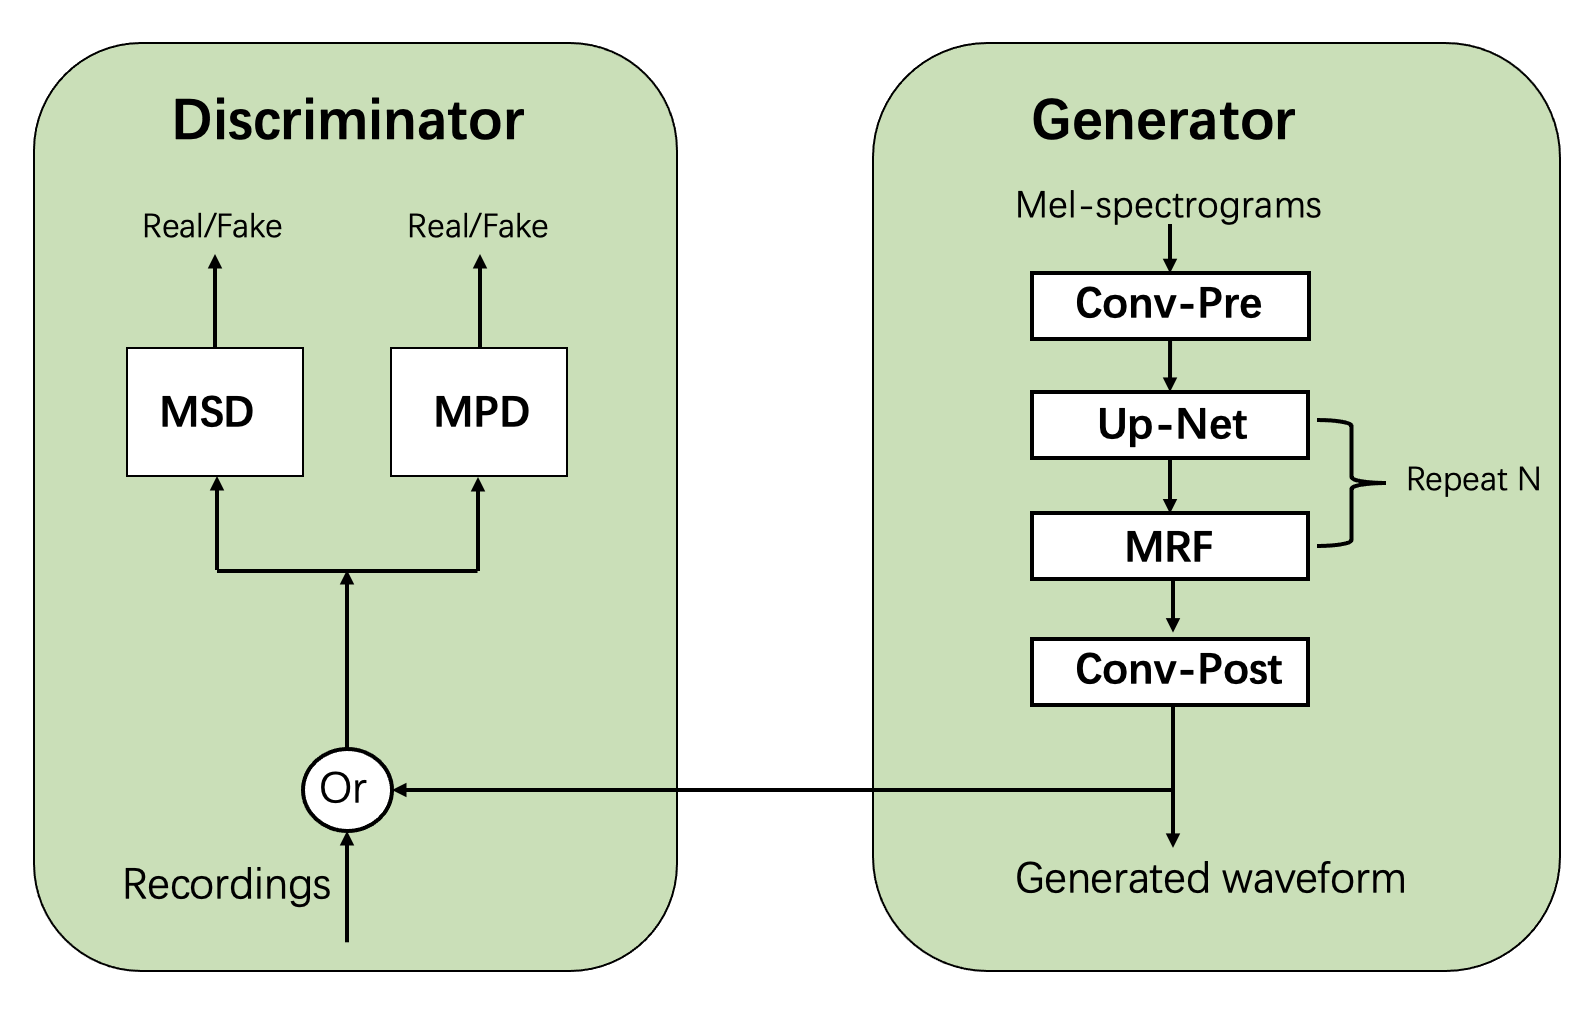 Discriminator
Real/Fake
Real/Fake
MSD
MPD
Or
Recordings
Generator
Mel-spectrograms
Conv-Pre
Up-Net
Repeat N
MRF
Conv-Post
Generated waveform